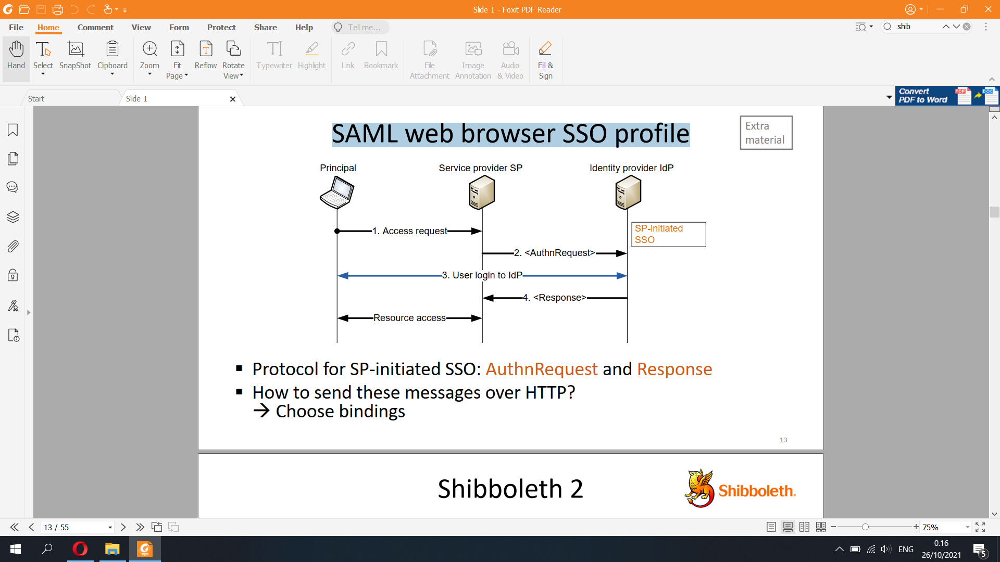 Slide 1 - Foxit PDF Reader
File Home Comment View Form Protect Share Help Tell me... shib
Hand Select SnapShot Clipboard Zoom Fit Page Reflow Rotate View Typewriter Highlight Link Bookmark File Attachment Image Annotation Audio & Video Fill & Sign
Start Slide 1
Convert
PDF to Word
PDF DOC
SAML web browser SSO profile
Extra
material
Principal Service provider SP Identity provider IdP
1. Access request
SP-initiated
SSO
2. <AuthnRequest>
3. User login to IdP
4. <Response>
Resource access
▪ Protocol for SP-initiated SSO: AuthnRequest and Response
▪ How to send these messages over HTTP?
→ Choose bindings
13
Shibboleth 2
Shibboleth.
13 / 55 75%
PDF
ENG
0.16
26/10/2021
5